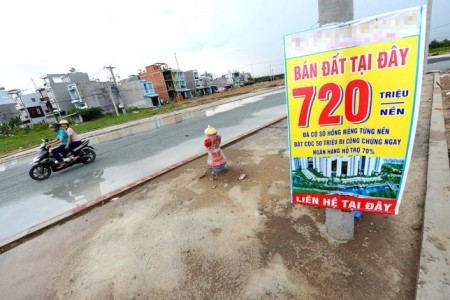 BÁN ĐẤT TẠI ĐÂY
720 TRIỆU/NỀN
ĐÃ CÓ SỔ HỒNG RIÊNG TỪNG NỀN
ĐẶT CỌC 50 TRIỆU ĐI CÔNG CHỨNG NGAY
NGÂN HÀNG HỖ TRỢ 70%
LIÊN HỆ TẠI ĐÂY